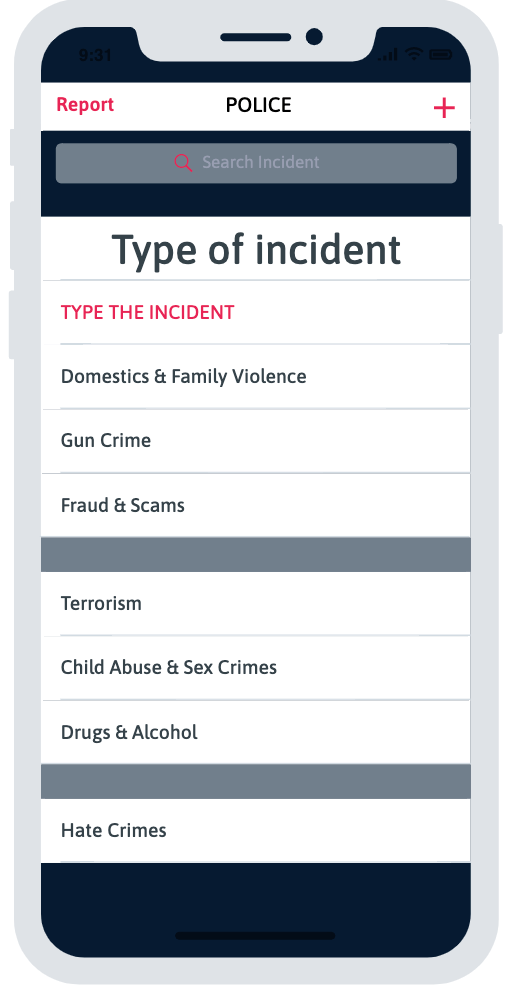 9:31
Report POLICE +
Search Incident
Type of incident
TYPE THE INCIDENT
Domestics & Family Violence
Gun Crime
Fraud & Scams
Terrorism
Child Abuse & Sex Crimes
Drugs & Alcohol
Hate Crimes